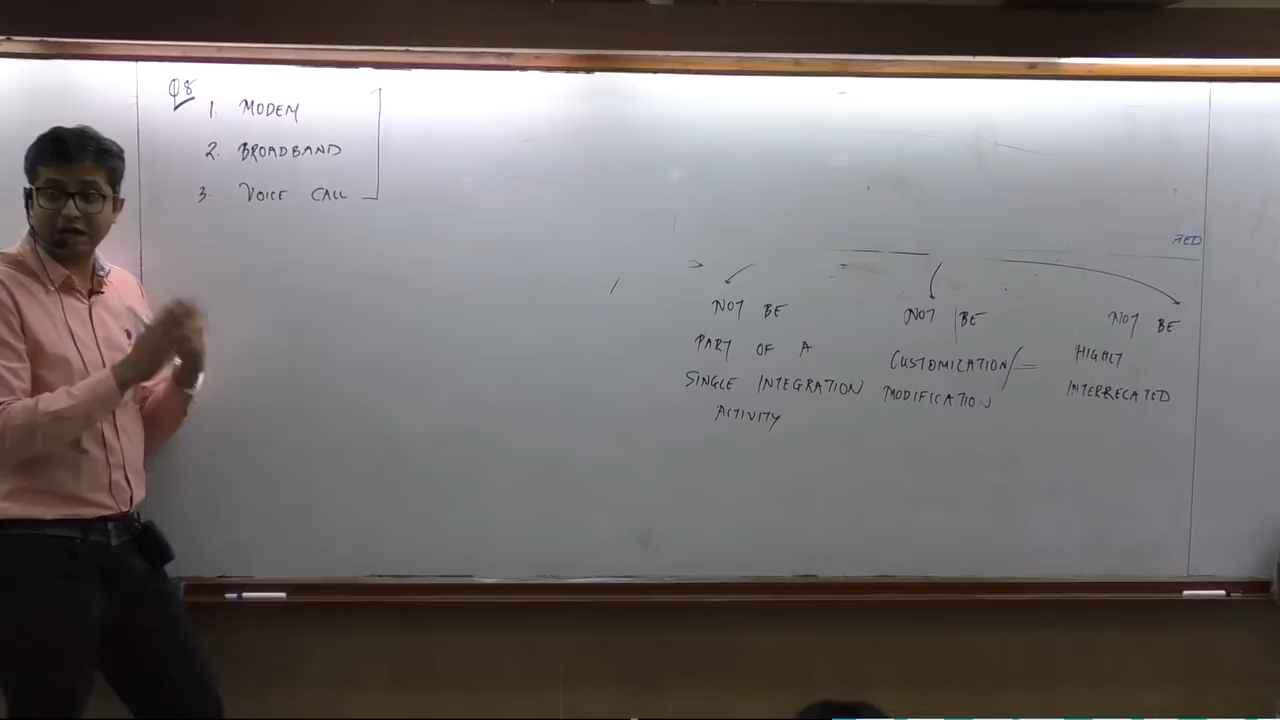 Q8
1. MODEM
2. BROADBAND
3. VOICE CALL
NOT BE
PART OF A
SINGLE INTEGRATION
ACTIVITY
NOT BE
CUSTOMIZATION/
MODIFICATION
NOT BE
HIGHLY
INTERRECATED